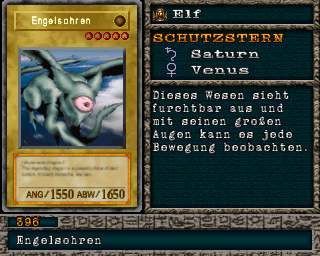 Engelsohren
ANG/1550 ABW/1650
Elf
SCHUTZSTERN
Saturn
Venus
Dieses Wesen sieht
furchtbar aus und
mit seinen großen
Augen kann es jede
Bewegung beobachten.
396
Engelsohren